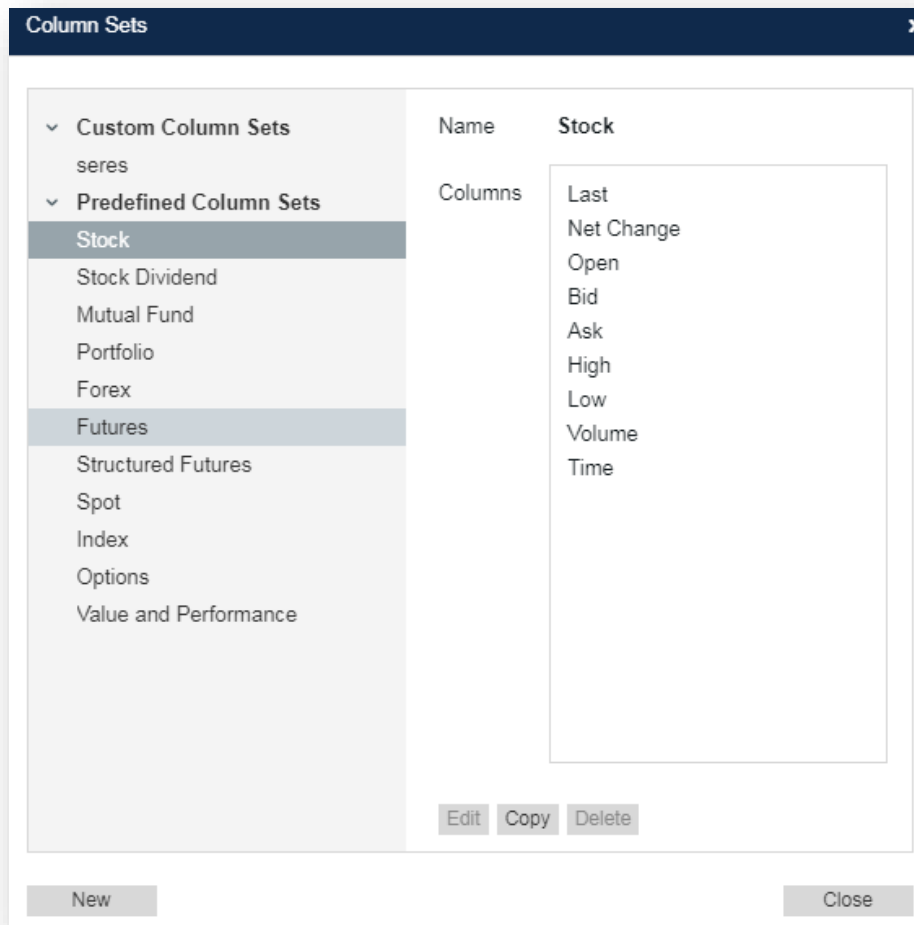 Column Sets
Custom Column Sets
seres
Predefined Column Sets
Stock
Stock Dividend
Mutual Fund
Portfolio
Forex
Futures
Structured Futures
Spot
Index
Options
Value and Performance
Name Stock
Columns
Last
Net Change
Open
Bid
Ask
High
Low
Volume
Time
Edit Copy Delete
New Close